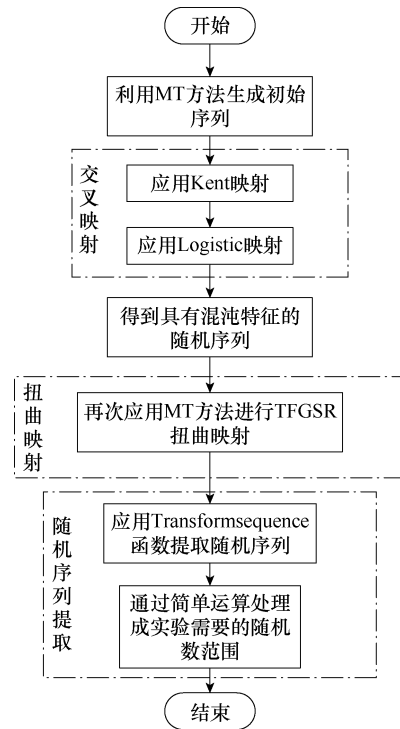 开始
利用MT方法生成初始
序列
交叉映射
应用Kent映射
应用Logistic映射
得到具有混沌特征的
随机序列
扭曲映射
再次应用MT方法进行TFGSR
扭曲映射
随机序列提取
应用Transformsequence
函数提取随机序列
通过简单运算处理
成实验需要的随机
数范围
结束